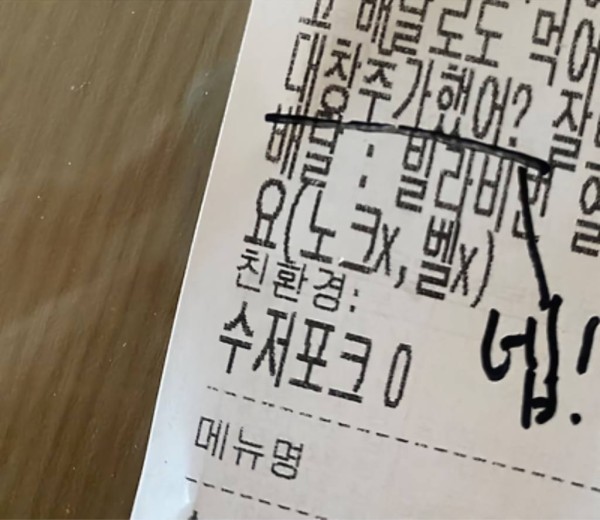 고 배달로도 먹어
대창추가했어? 잘
배달 : 빌라비번
요(노크X,벨X)
친환경:
수저포크 0
넵!
메뉴명